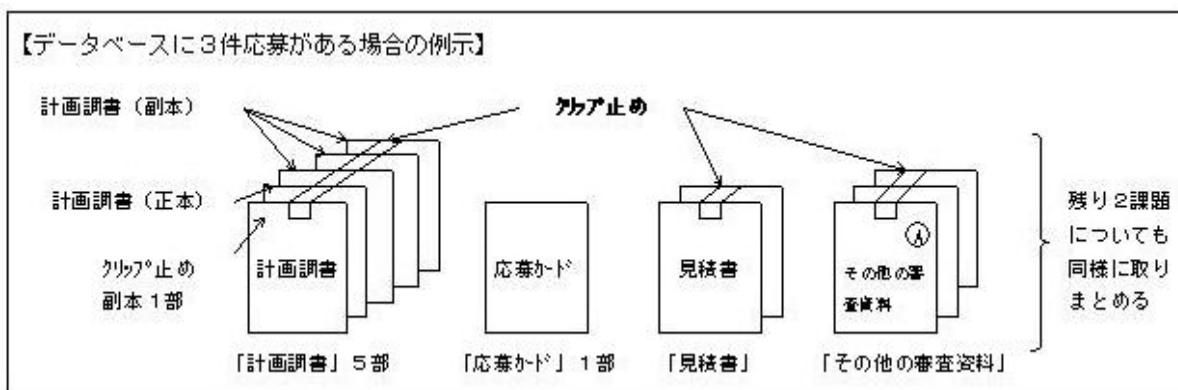 【データベースに３件応募がある場合の例示】
計画調書（副本）
ｸﾘｯﾌﾟ止め
計画調書（正本）
ｸﾘｯﾌﾟ止め
副本１部
計画調書
応募ｶｰﾄﾞ
見積書
A
その他の審
査資料
残り２課題
についても
同様に取り
まとめる
「計画調書」５部
「応募ｶｰﾄﾞ」１部
「見積書」
「その他の審査資料」